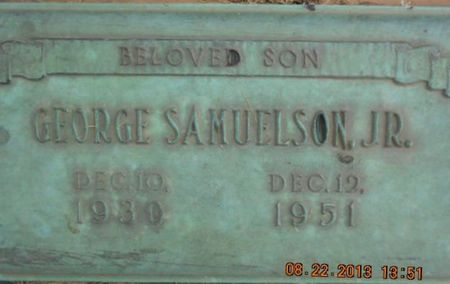 BELOVED SON
GEORGE SAMUELSON, JR.
DEC. 10, DEC. 12,
1930 1951
08.22.2013 13:51